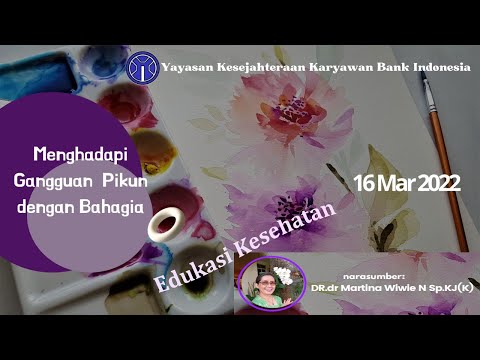 Yayasan Kesejahteraan Karyawan Bank Indonesia
Menghadapi
Gangguan Pikun
dengan Bahagia
16 Mar 2022
Edukasi Kesehatan
narasumber:
DR.dr Martina Wiwie N Sp.KJ(K)